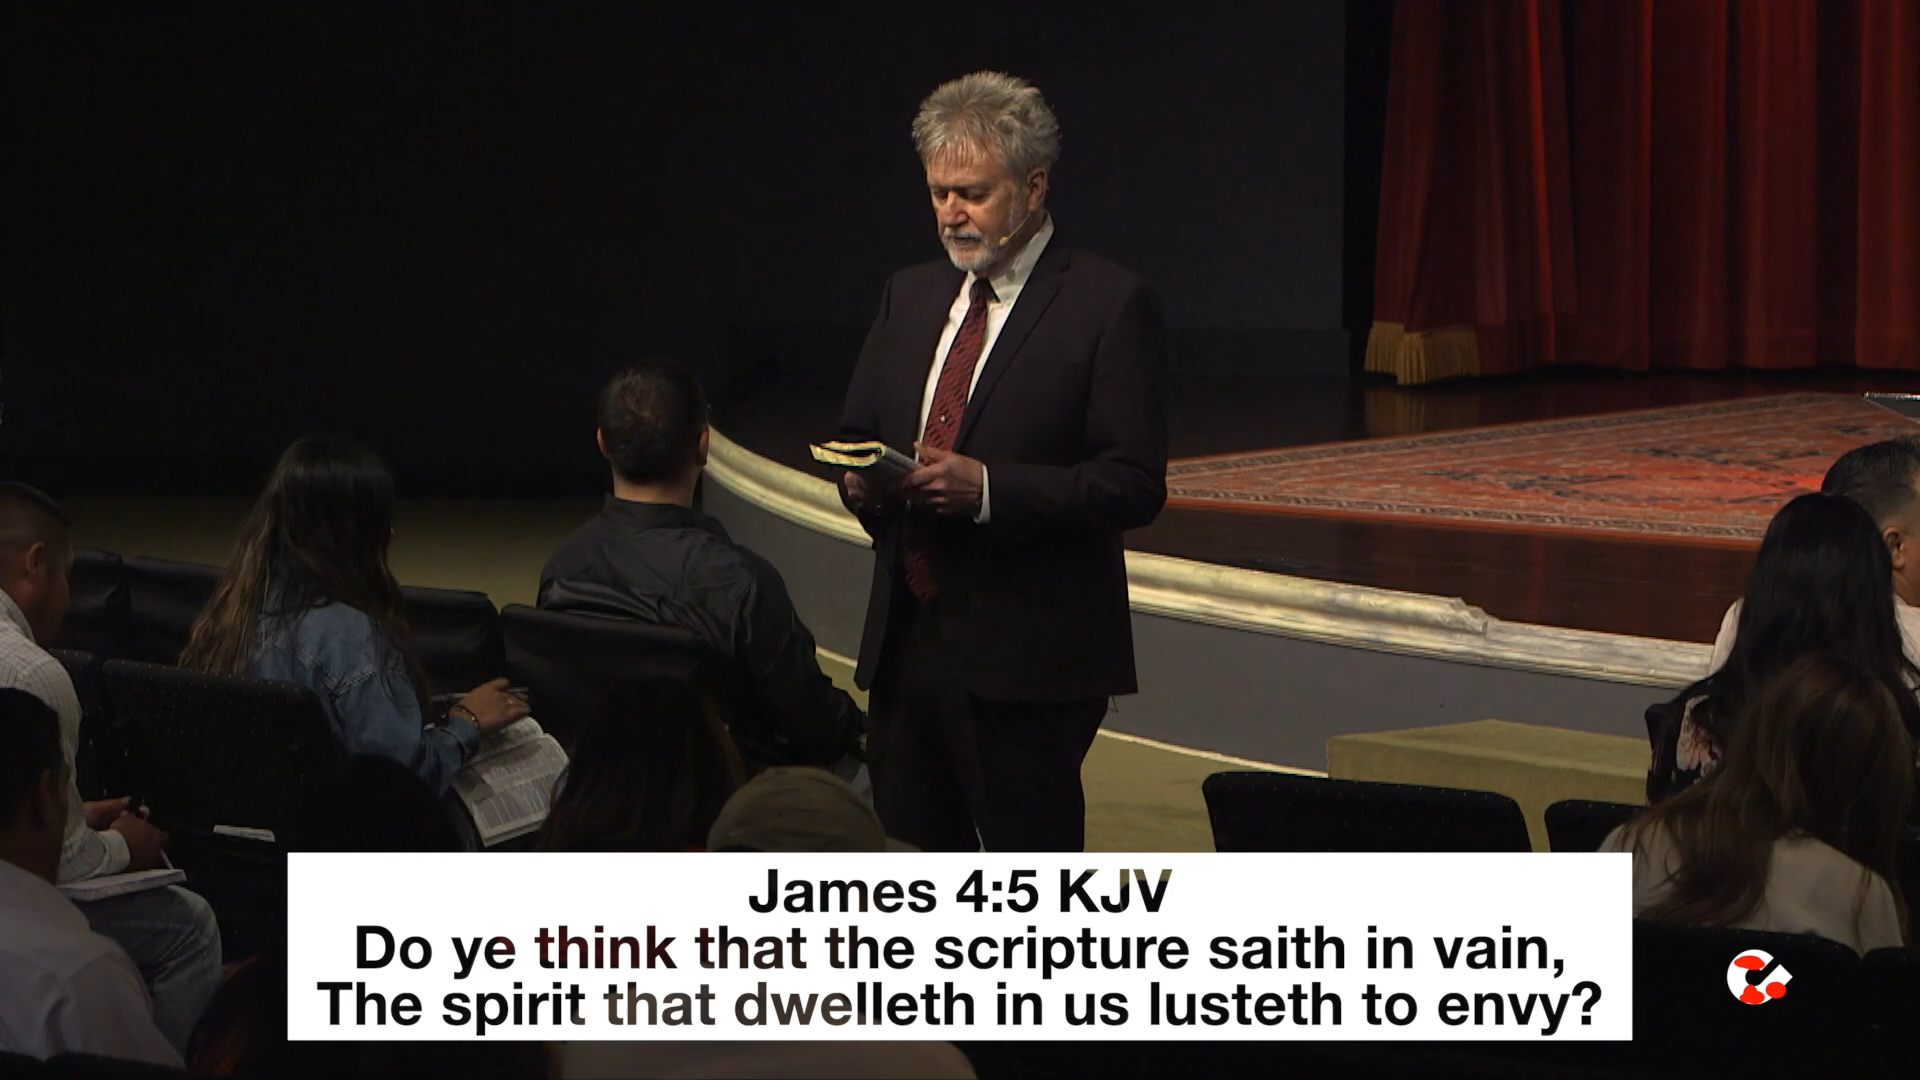 James 4:5 KJV
Do ye think that the scripture saith in vain,
The spirit that dwelleth in us lusteth to envy?